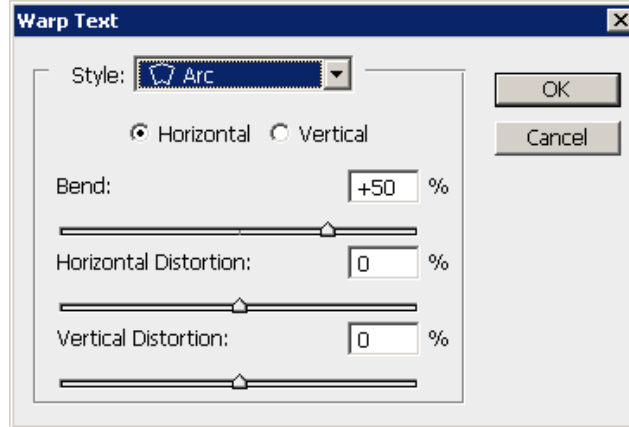 Warp Text
Style: Arc
OK
Horizontal Vertical
Cancel
Bend: +50 %
Horizontal Distortion: 0 %
Vertical Distortion: 0 %